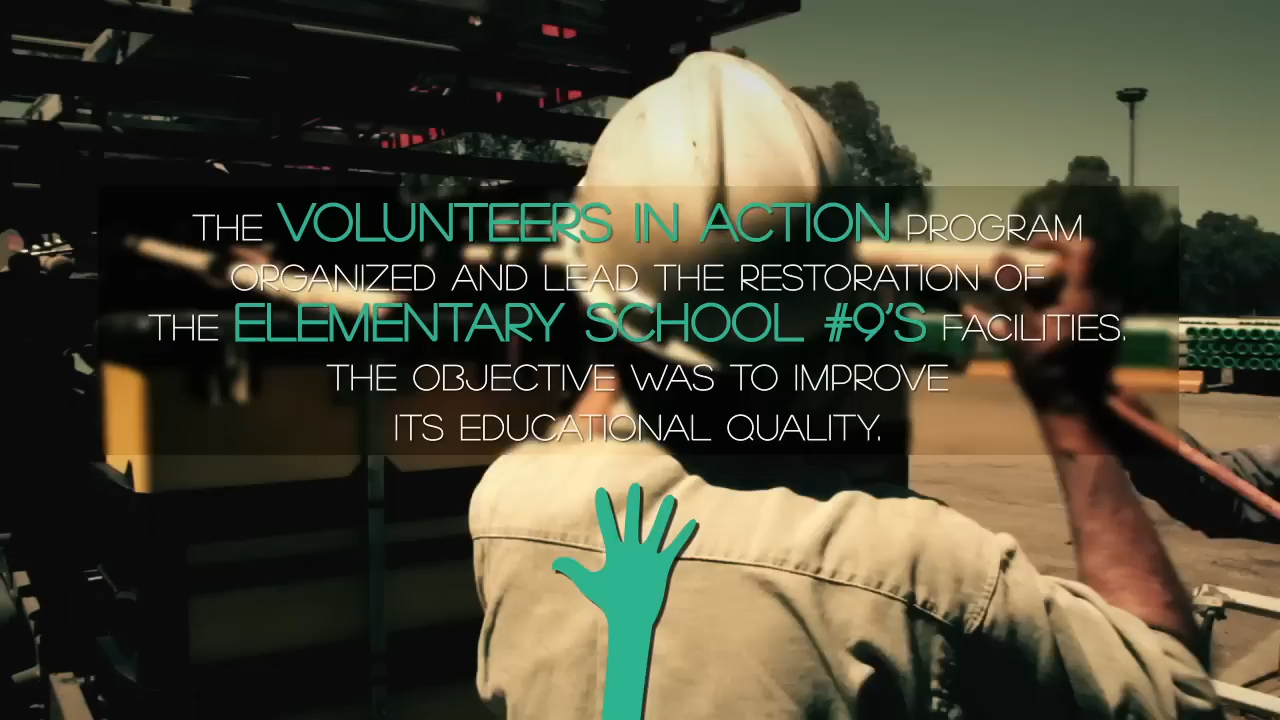 THE VOLUNTEERS IN ACTION PROGRAM
ORGANIZED AND LEAD THE RESTORATION OF
THE ELEMENTARY SCHOOL #9'S FACILITIES.
THE OBJECTIVE WAS TO IMPROVE
ITS EDUCATIONAL QUALITY.